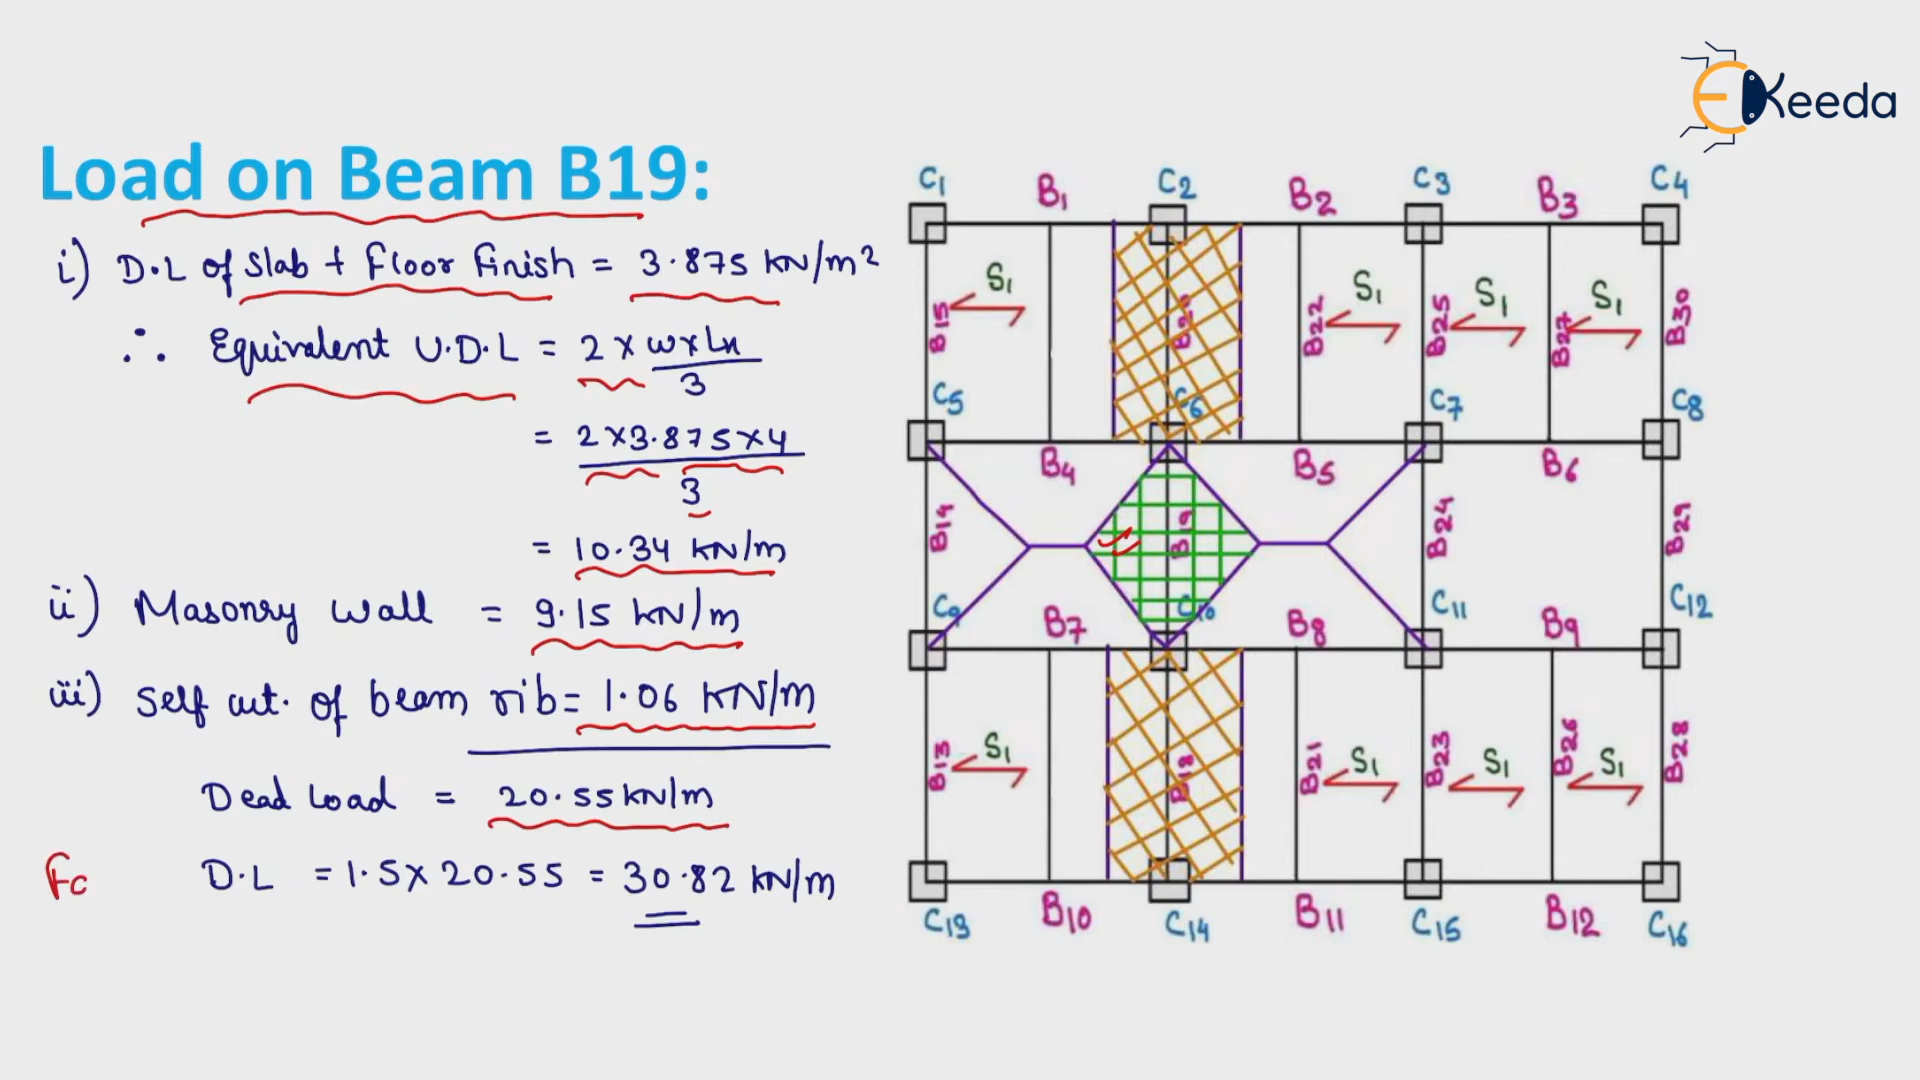 EKeeda
Load on Beam B19:
i) D.L of Slab + Floor Finish = 3.875 KN/m²
∴ Equivalent U.D.L = 2 x wxLx
3
= 2x3.875x4
3
= 10.34 KN/m
ii) Masonry wall = 9.15 KN/m
iii) Self wt. of beam rib = 1.06 KN/m
Dead Load = 20.55 KN/m
Fc D.L = 1.5 x 20.55 = 30.82 KN/m
C1 B1 C2 B2 C3 B3 C4
S1 S1 S1 S1
B15 B20 B22 B25 B27 B30
C5 C6 C7 C8
B4 B5 B6
B14 B19 B24 B29
C9 C10 C11 C12
B7 B8 B9
S1 S1 S1 S1
B13 B18 B21 B23 B26 B28
B10 B11 B12
C13 C14 C15 C16